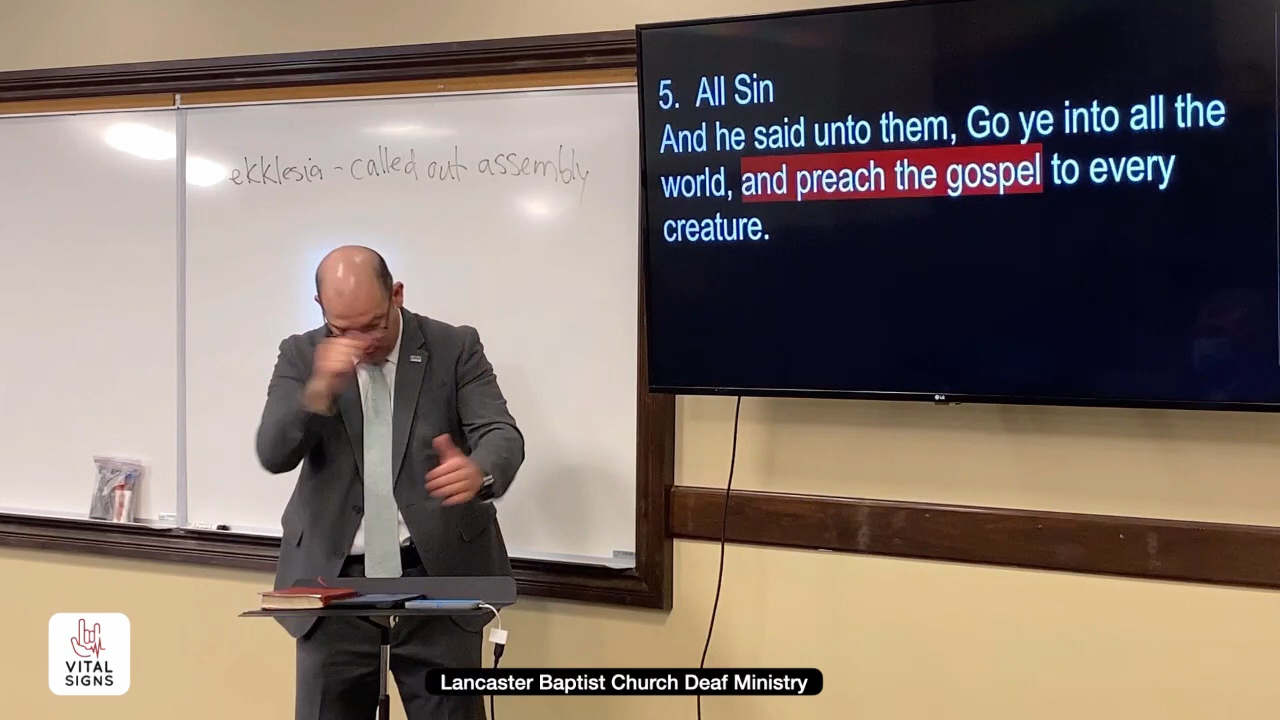 ekklesia - called out assembly
5. All Sin
And he said unto them, Go ye into all the
world, and preach the gospel to every
creature.
LG
VITAL
SIGNS
Lancaster Baptist Church Deaf Ministry